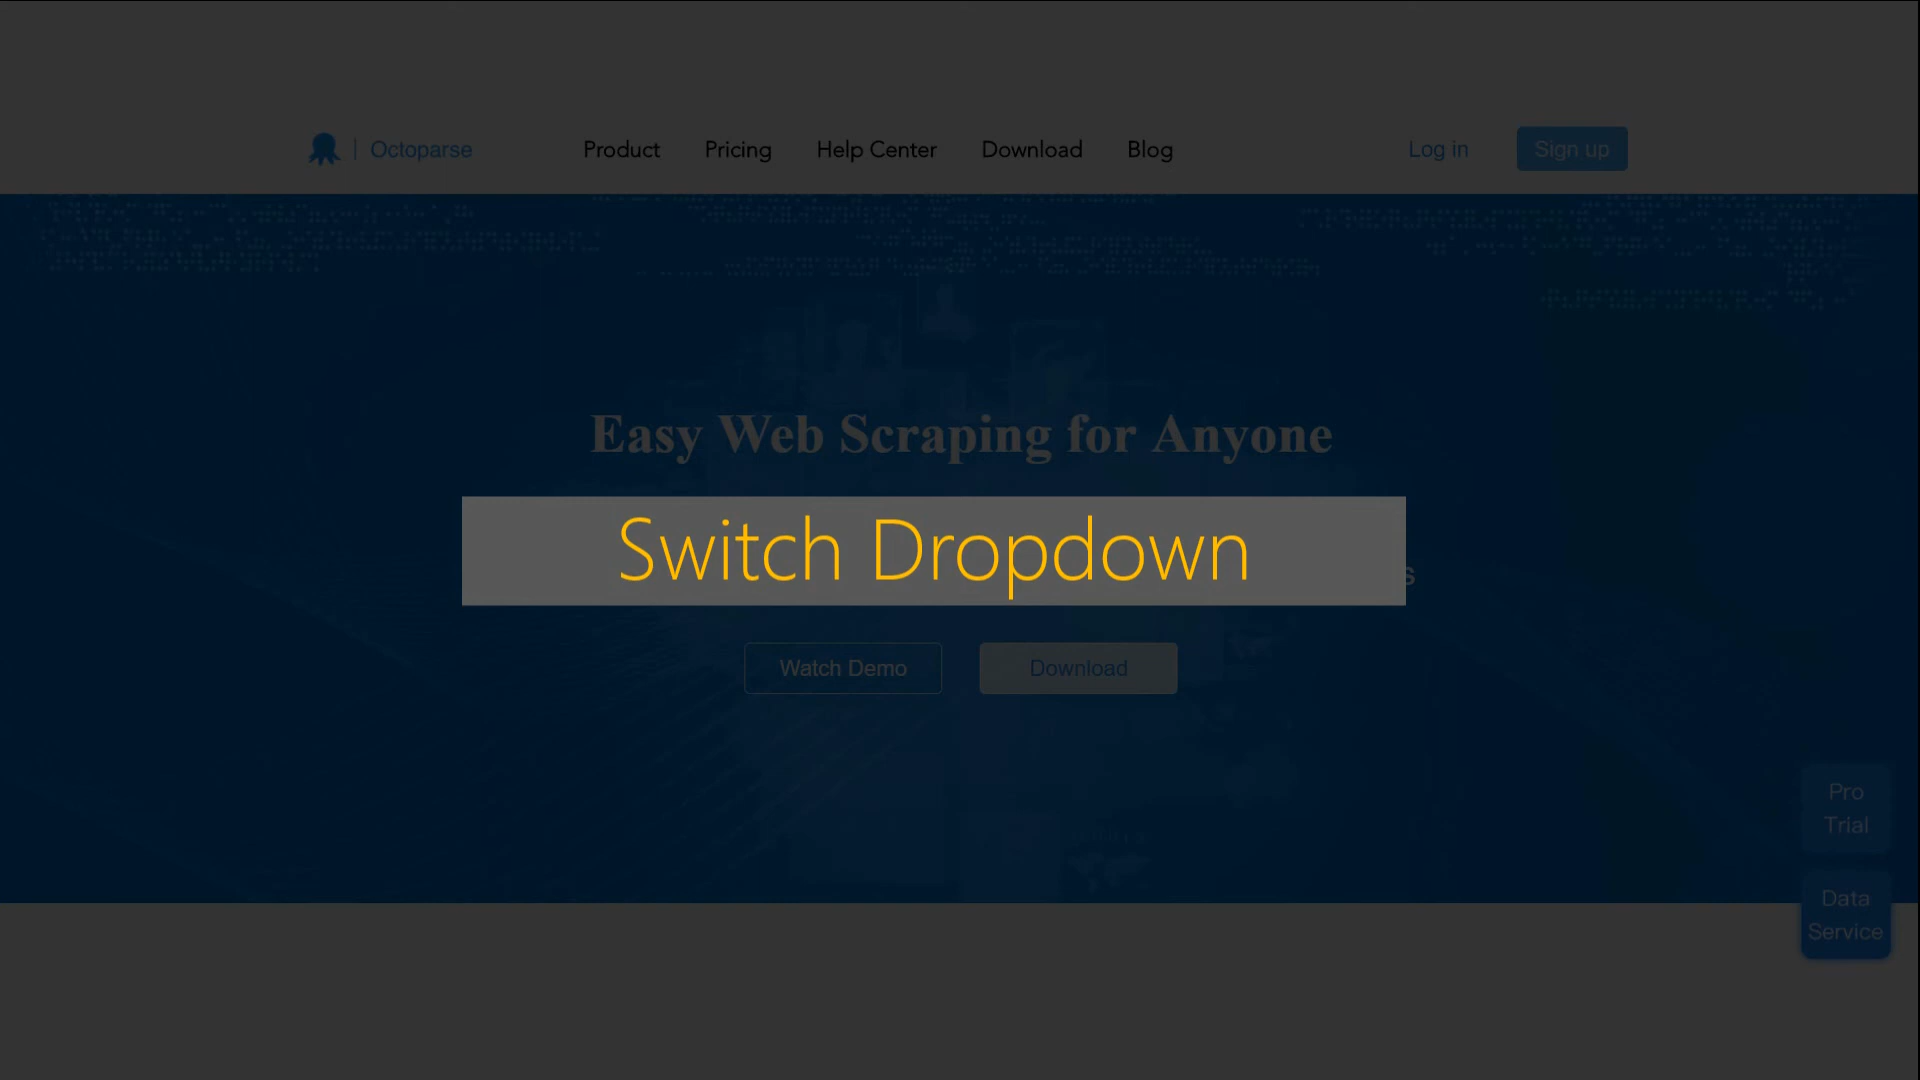 Octoparse
Product Pricing Help Center Download Blog
Log in Sign up
Easy Web Scraping for Anyone
Switch Dropdown
s
Watch Demo Download
Pro
Trial
Data
Service